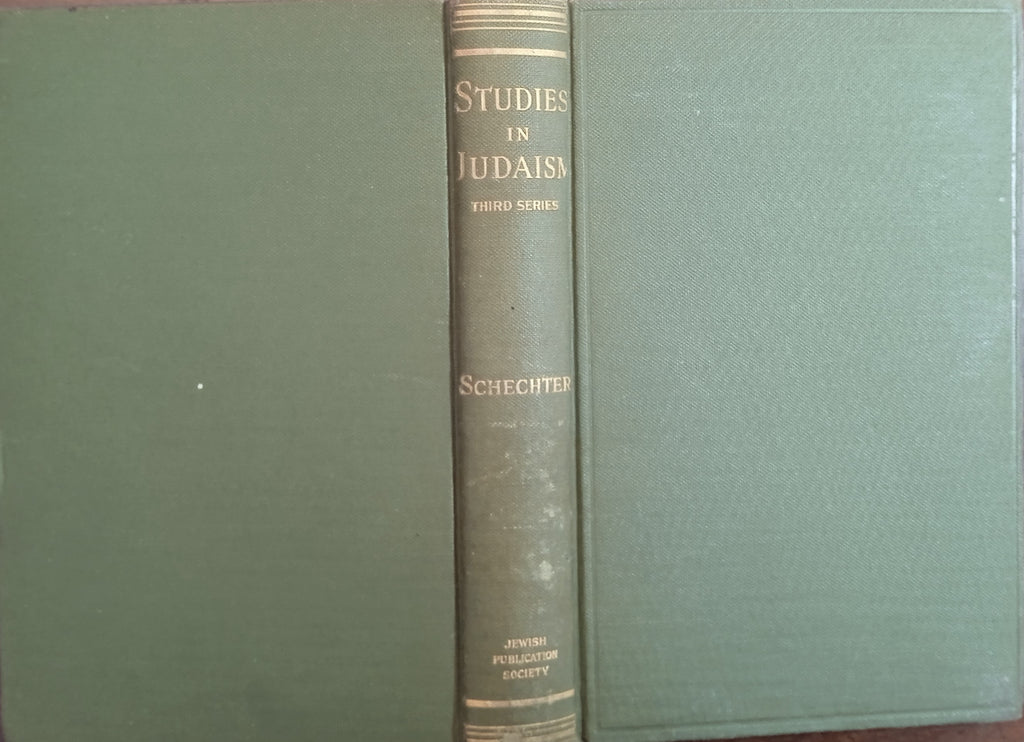 STUDIES
IN
JUDAISM
THIRD SERIES
SCHECHTER
JEWISH
PUBLICATION
SOCIETY